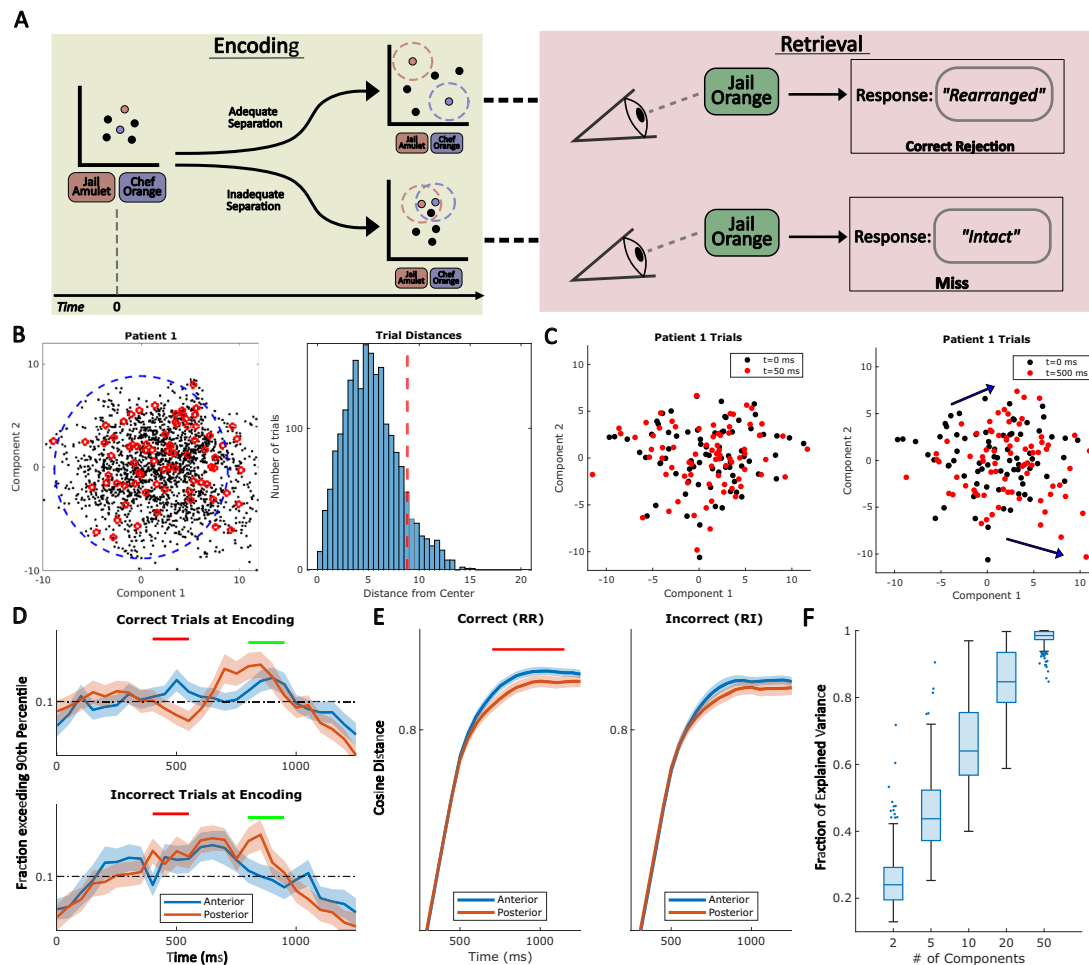 A
Encoding
Retrieval
Adequate
Separation
Inadequate
Separation
Jail
Amulet
Chef
Orange
Jail
Amulet
Chef
Orange
Jail
Amulet
Chef
Orange
Time
0
Jail
Orange
Response:
"Rearranged"
Correct Rejection
Jail
Orange
Response:
"Intact"
Miss
B
Patient 1
Component 2
10
0
-10
-10
0
10
Component 1
Trial Distances
Number of trials
100
0
0
5
10
15
20
Distance from Center
C
Patient 1 Trials
t=0 ms
t=50 ms
Component 2
10
5
0
-5
-10
-10
-5
0
5
10
Component 1
Patient 1 Trials
t=0 ms
t=500 ms
Component 2
10
5
0
-5
-10
-10
-5
0
5
10
Component 1
D
Correct Trials at Encoding
Fraction exceeding 90th Percentile
0.1
0
500
1000
Incorrect Trials at Encoding
0.1
Anterior
Posterior
0
500
1000
Time (ms)
E
Correct (RR)
Cosine Distance
0.8
Anterior
Posterior
500
1000
Time (ms)
Incorrect (RI)
0.8
Anterior
Posterior
500
1000
F
Fraction of Explained Variance
1
0.8
0.6
0.4
0.2
2
5
10
20
50
# of Components